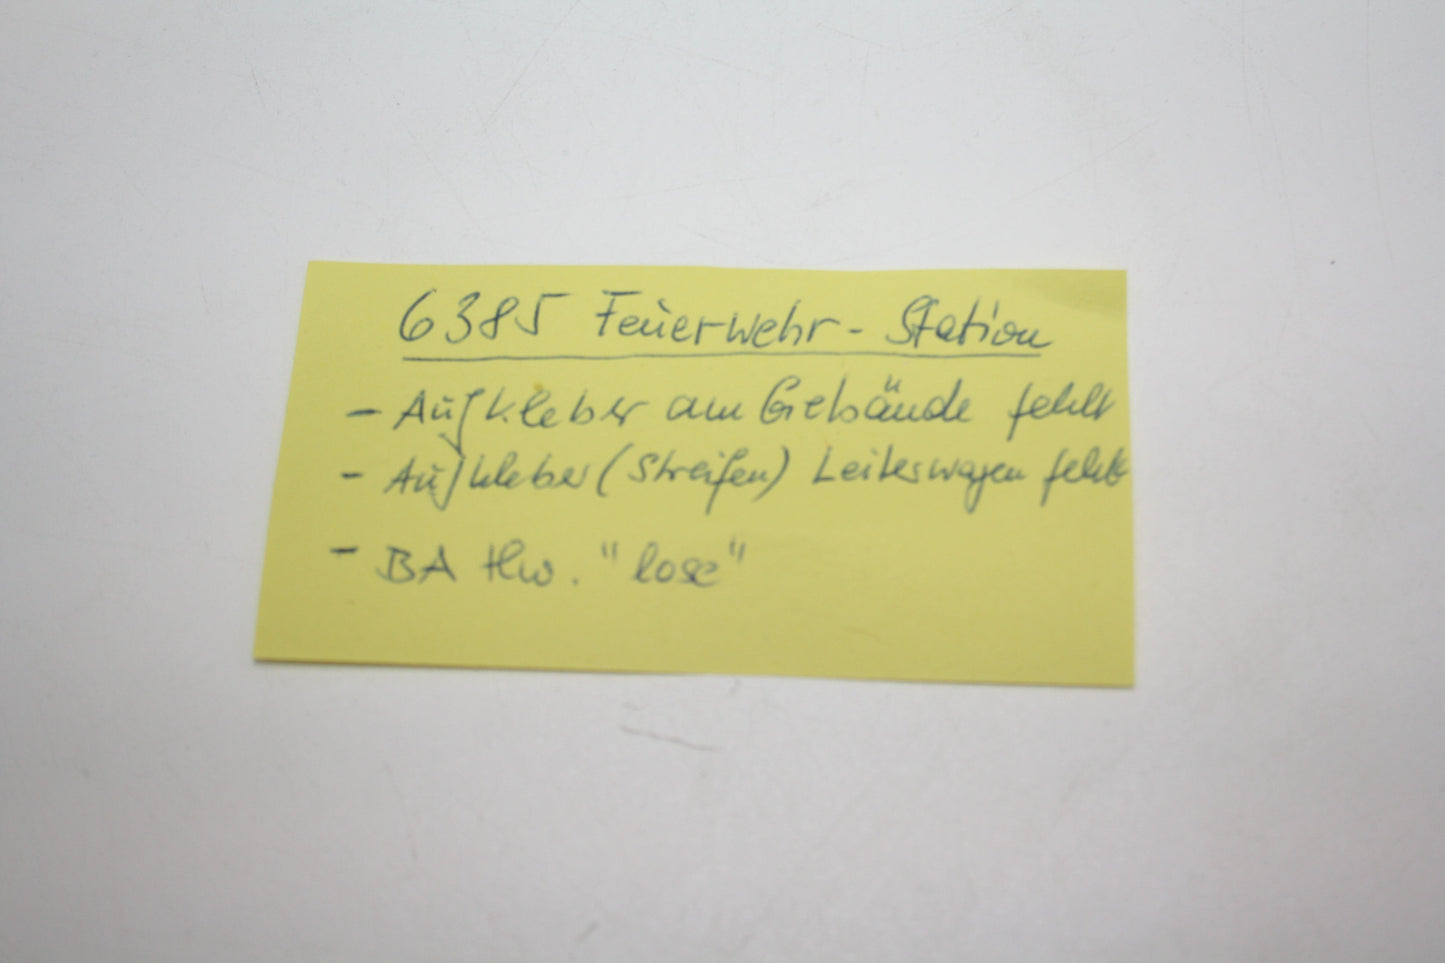 6385 Feuerwehr-Station
- Aufkleber am Gebäude fehlt
- Aufkleber (Streifen) Leiterwagen fehlt
- BA tlw. "lose"